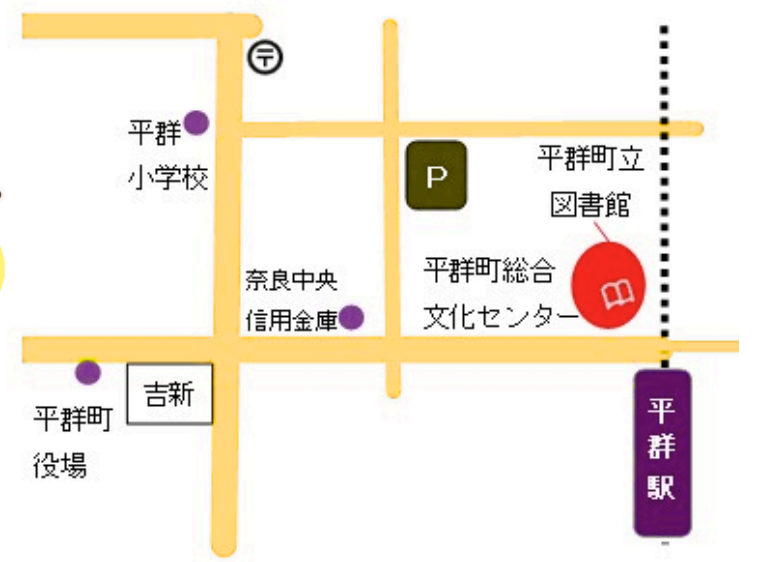 〒
平群
小学校
P
平群町立
図書館
奈良中央
信用金庫
平群町総合
文化センター
吉新
平群町
役場
平群駅